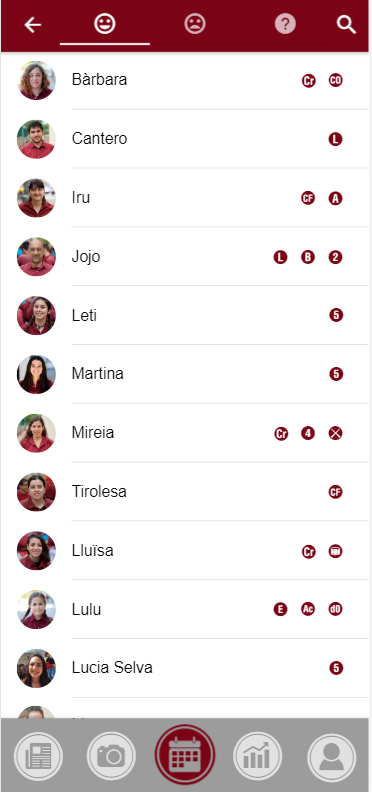 ?
Bàrbara Cr CO
Cantero L
Iru CF A
Jojo L B 2
Leti 5
Martina 5
Mireia Cr 4
Tirolesa CF
Lluïsa Cr
Lulu E Ac d0
Lucia Selva 5